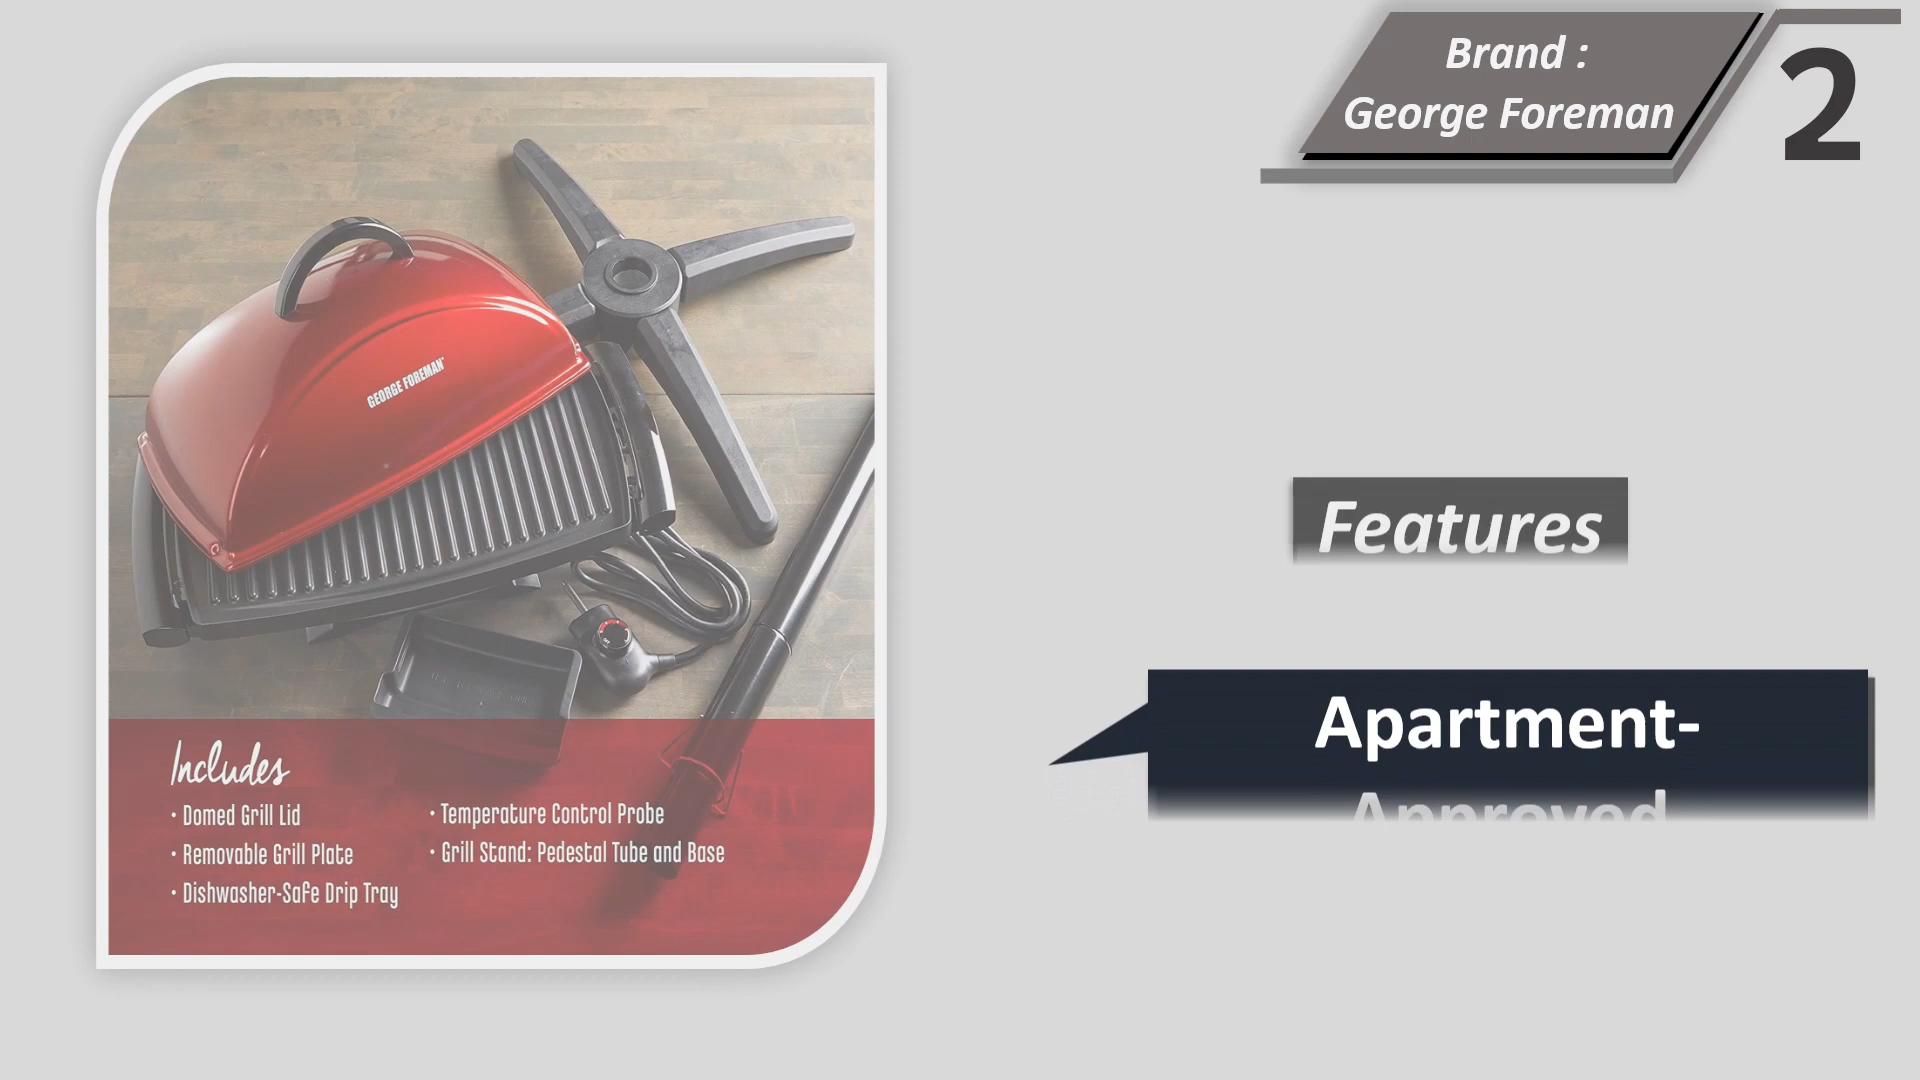 Brand :
George Foreman
2
GEORGE FOREMAN
Includes
• Domed Grill Lid
• Removable Grill Plate
• Dishwasher-Safe Drip Tray
• Temperature Control Probe
• Grill Stand: Pedestal Tube and Base
Features
Apartment-
Approved